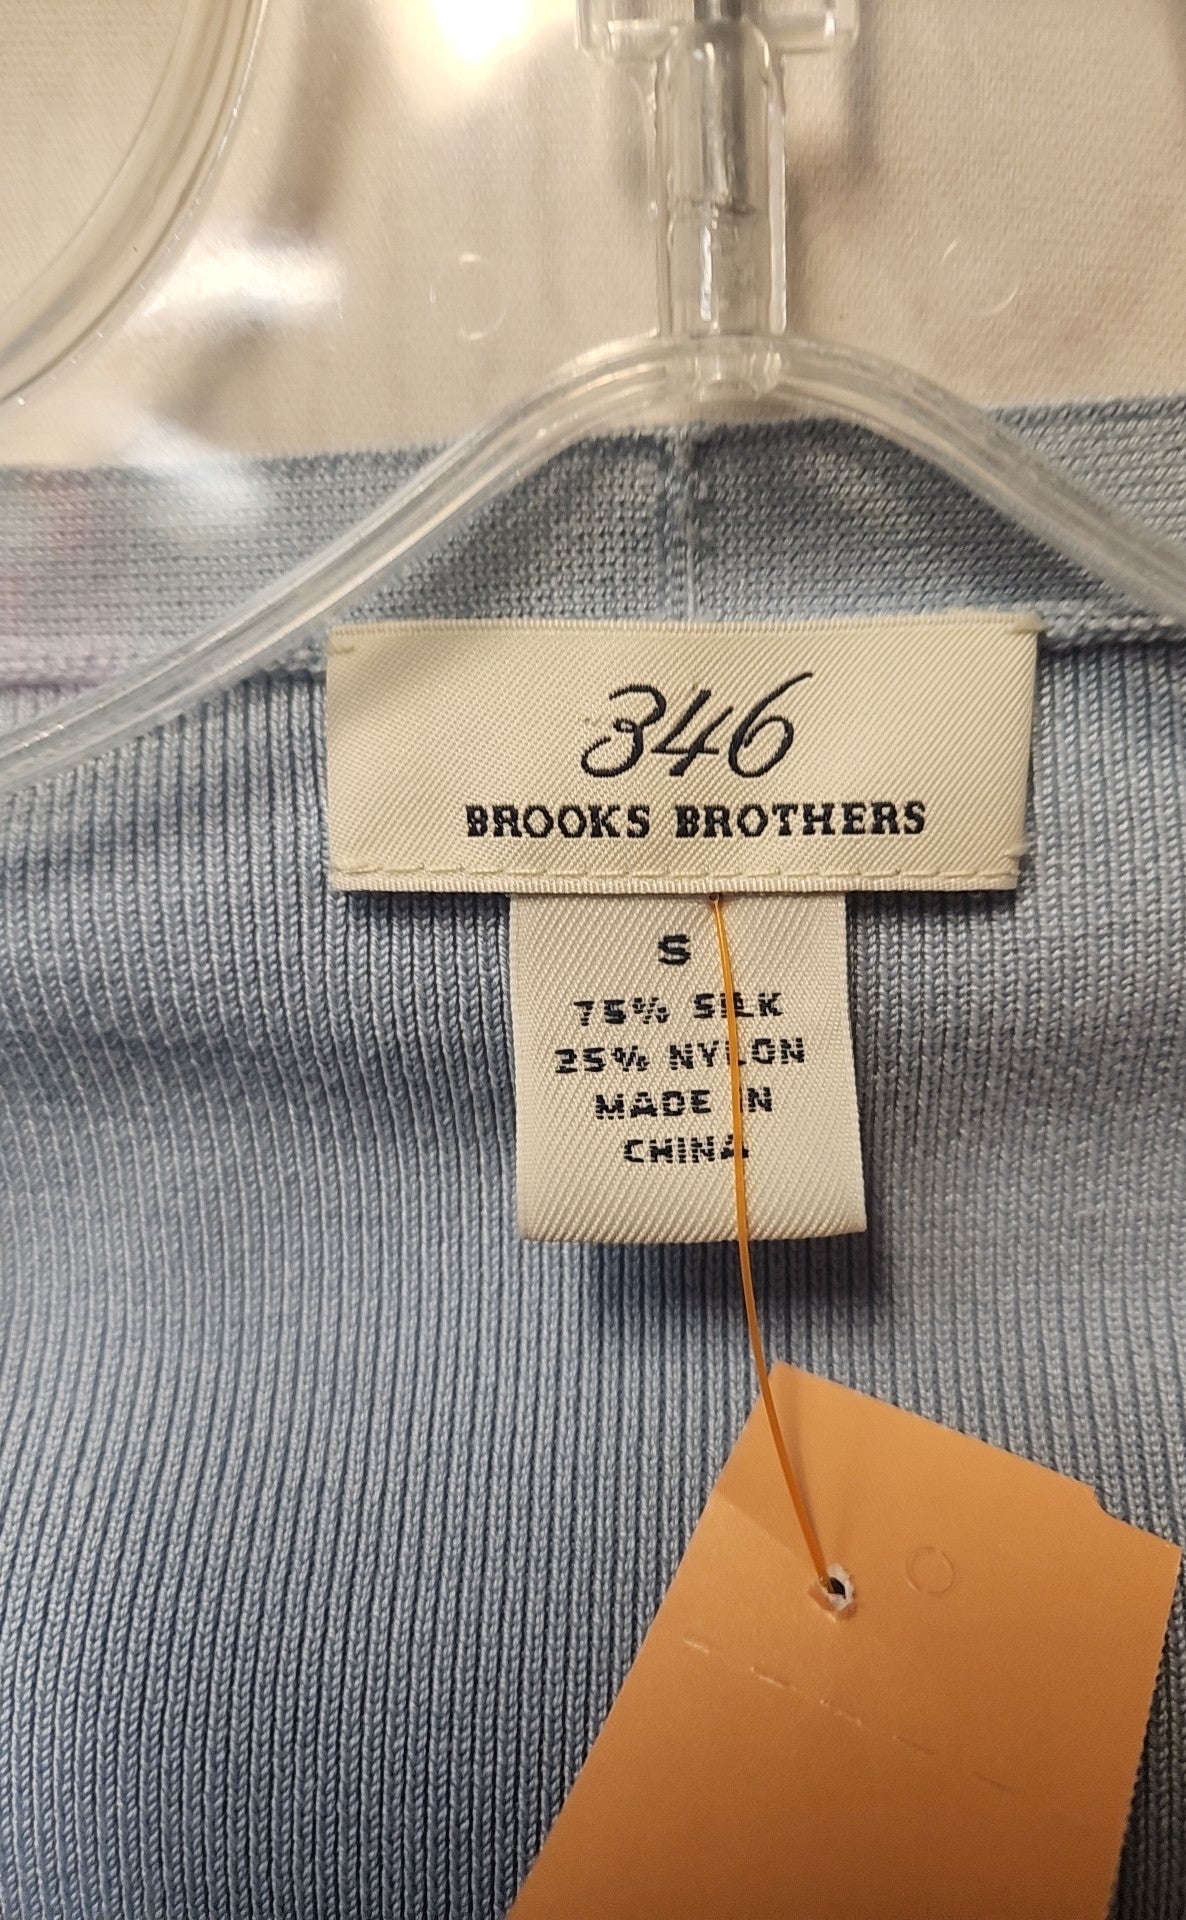 346
BROOKS BROTHERS
S
75% SILK
25% NYLON
MADE IN
CHINA